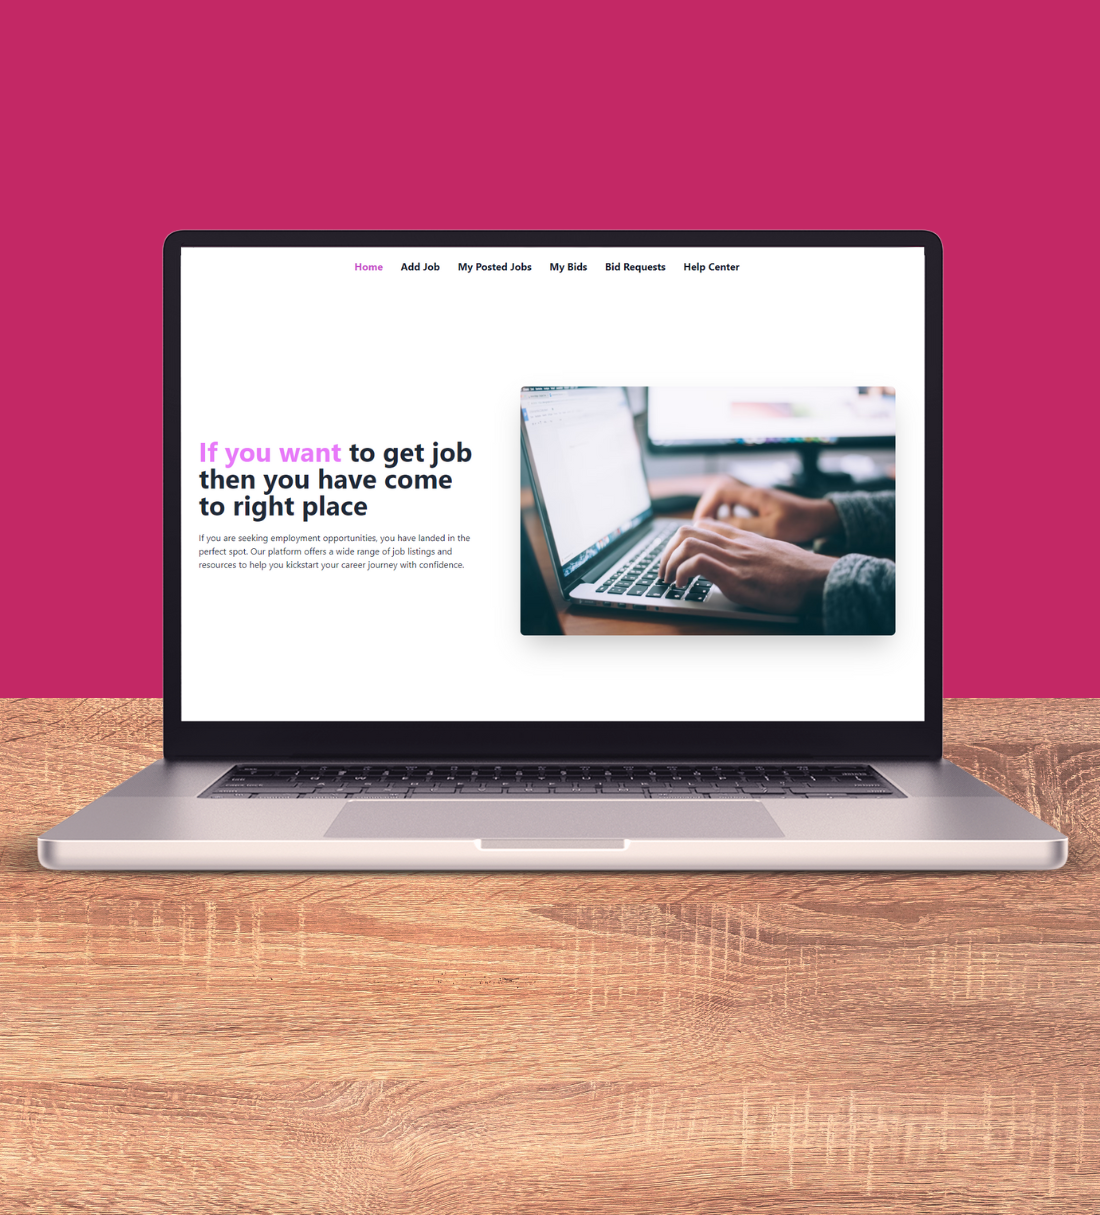 Home Add Job My Posted Jobs My Bids Bid Requests Help Center
If you want to get job
then you have come
to right place
If you are seeking employment opportunities, you have landed in the
perfect spot. Our platform offers a wide range of job listings and
resources to help you kickstart your career journey with confidence.